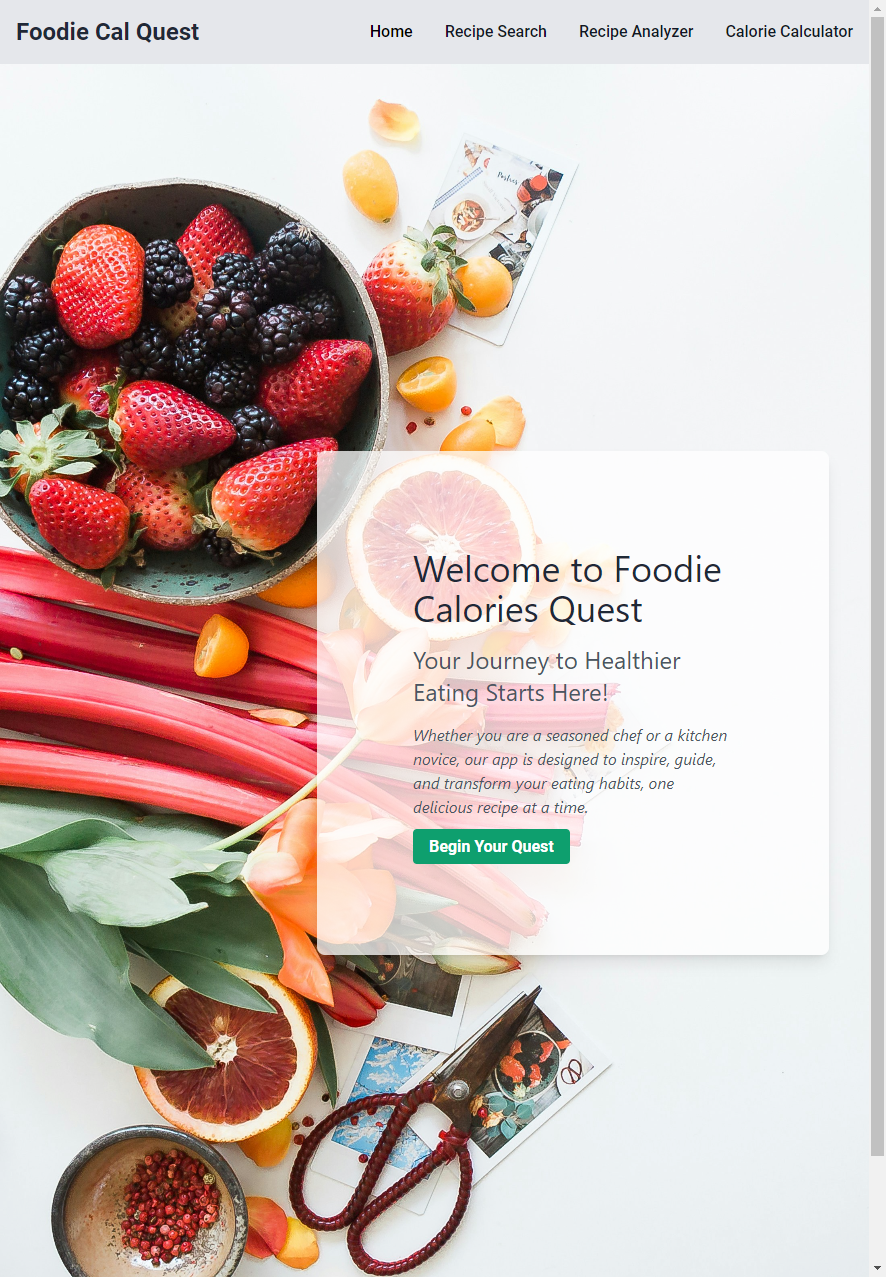 Foodie Cal Quest Home Recipe Search Recipe Analyzer Calorie Calculator
Welcome to Foodie
Calories Quest
Your Journey to Healthier
Eating Starts Here!
Whether you are a seasoned chef or a kitchen
novice, our app is designed to inspire, guide,
and transform your eating habits, one
delicious recipe at a time.
Begin Your Quest